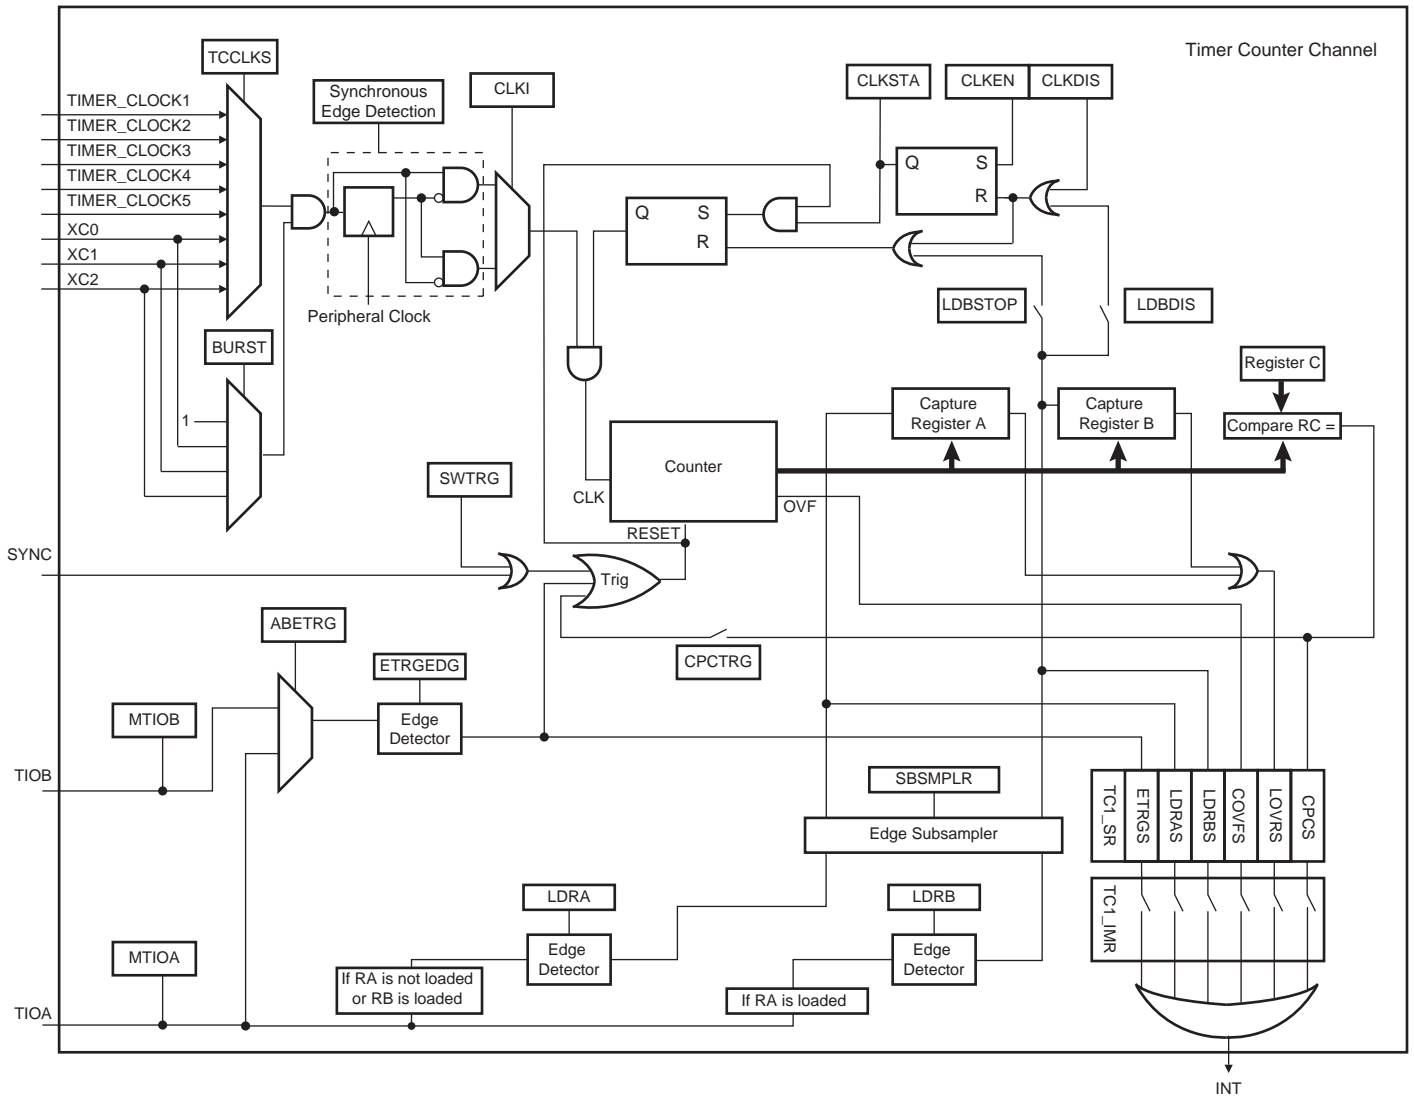 Timer Counter Channel
TCCLKS
TIMER_CLOCK1
TIMER_CLOCK2
TIMER_CLOCK3
TIMER_CLOCK4
TIMER_CLOCK5
XC0
XC1
XC2
Synchronous
Edge Detection
CLKI
CLKSTA
CLKEN
CLKDIS
Q
S
R
Q
S
R
Peripheral Clock
LDBSTOP
LDBDIS
BURST
1
Register C
Capture
Register A
Capture
Register B
Compare RC =
Counter
SWTRG
CLK
OVF
RESET
SYNC
Trig
ABETRG
CPCTRG
ETRGEDG
MTIOB
Edge
Detector
TIOB
SBSMPLR
Edge Subsampler
TC1_SR
ETRGS
LDRAS
LDRBS
COVFS
LOVRS
CPCS
TC1_IMR
LDRA
LDRB
Edge
Detector
Edge
Detector
MTIOA
If RA is not loaded
or RB is loaded
If RA is loaded
TIOA
INT